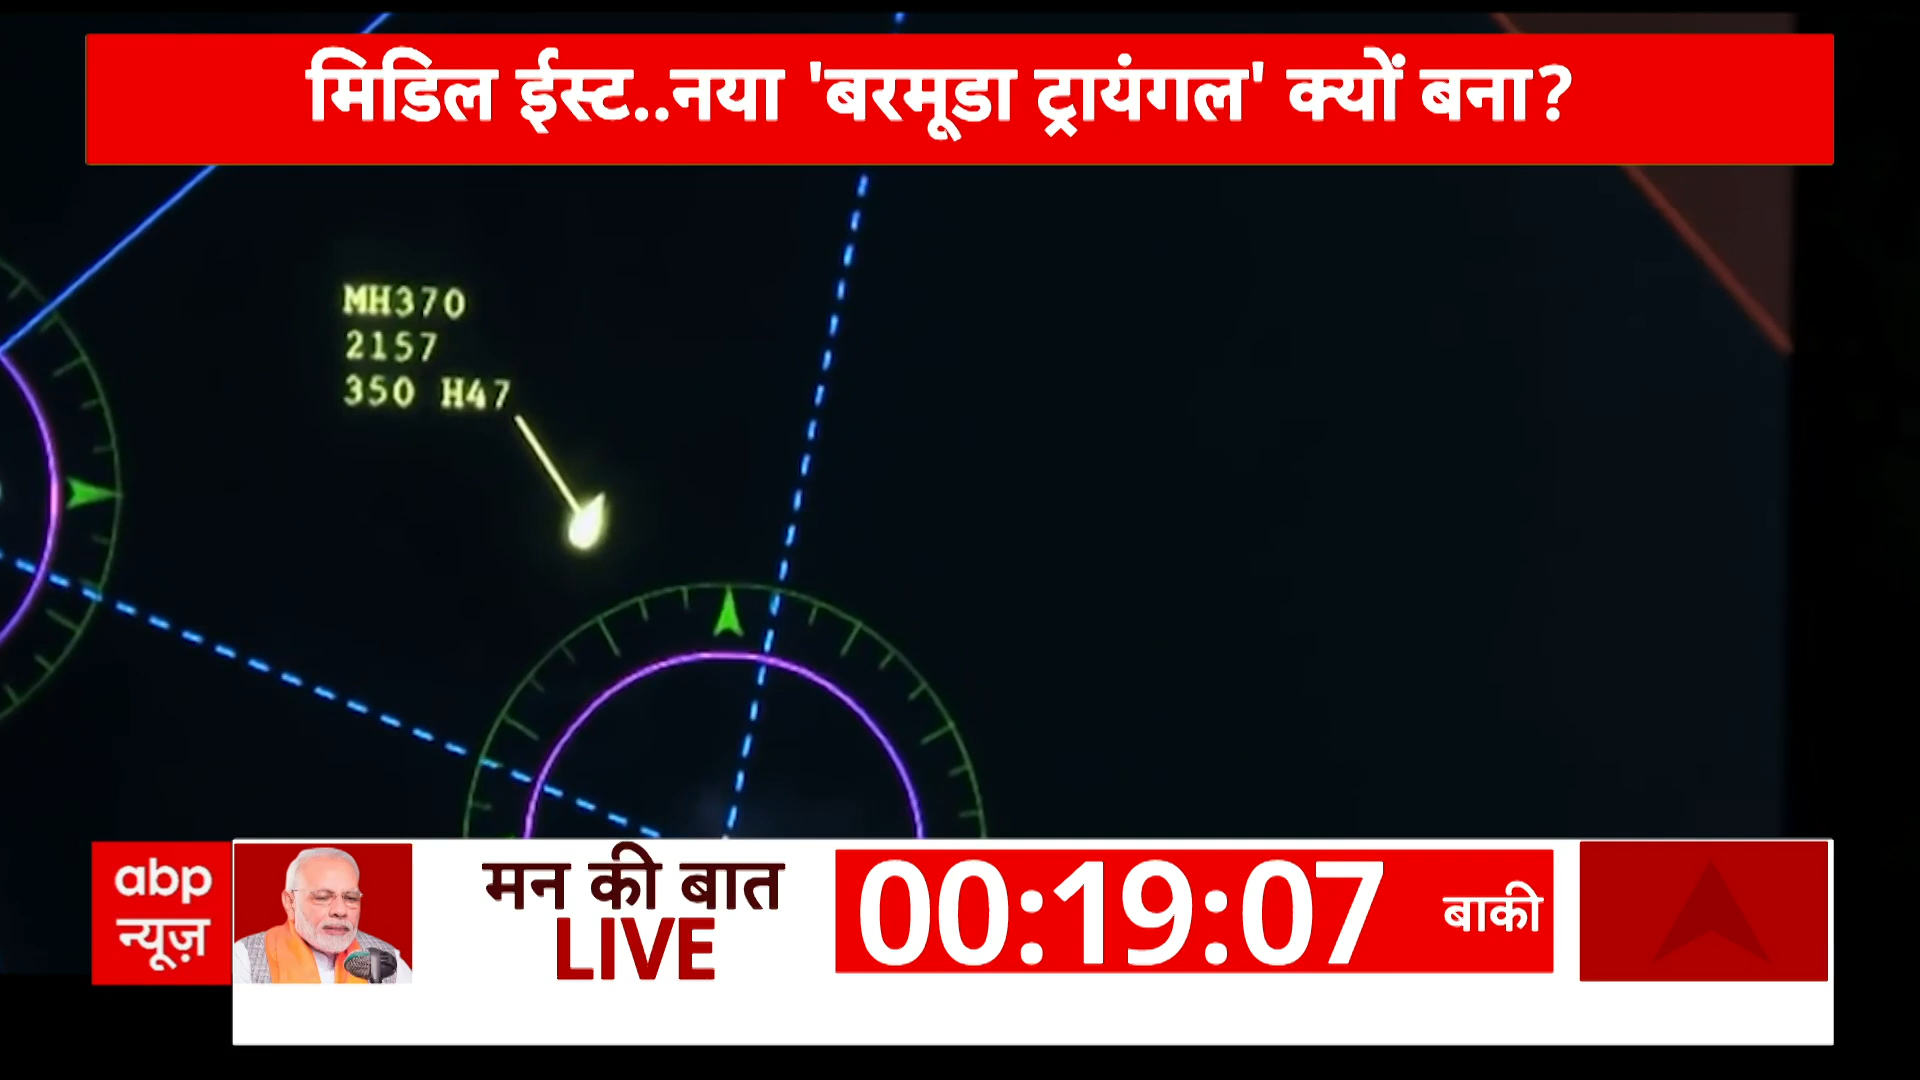 मिडिल ईस्ट..नया 'बरमूडा ट्रायंगल' क्यों बना?
MH370
2157
350 H47
abp
न्यूज़
मन की बात
LIVE
00:19:07 बाकी